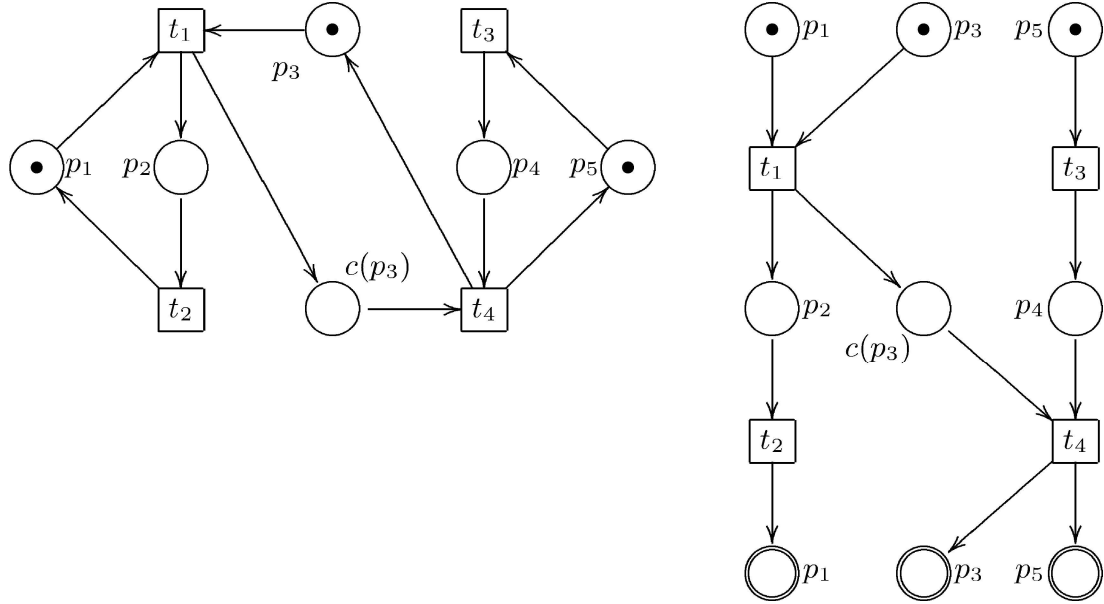 t₁ t₃
p₃
p₁ p₂ p₄ p₅
c(p₃)
t₂ t₄
p₁ p₃ p₅
t₁ t₃
p₂ p₄
c(p₃)
t₂ t₄
p₁ p₃ p₅